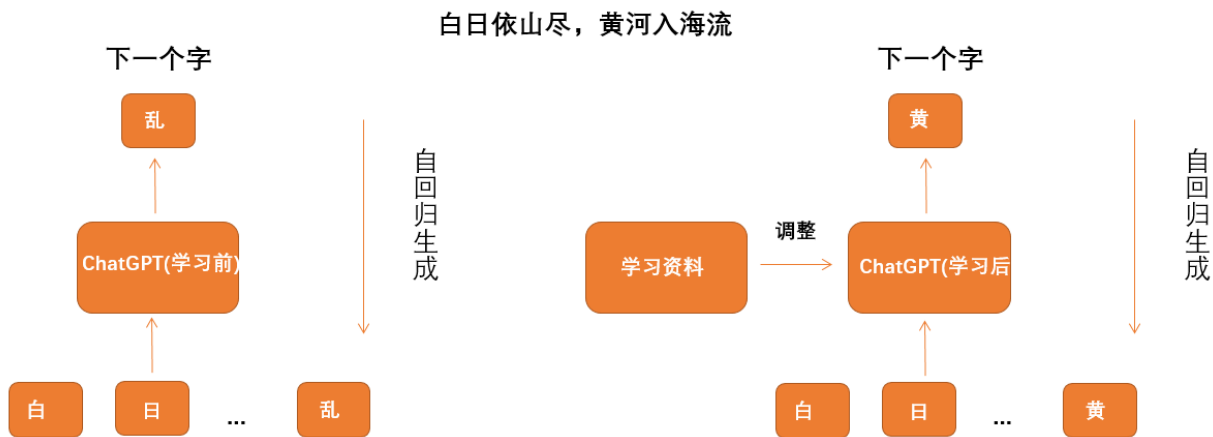 白日依山尽，黄河入海流
下一个字
乱
ChatGPT(学习前)
白
日
...
乱
自回归生成
下一个字
黄
学习资料
调整
ChatGPT(学习后
白
日
...
黄
自回归生成